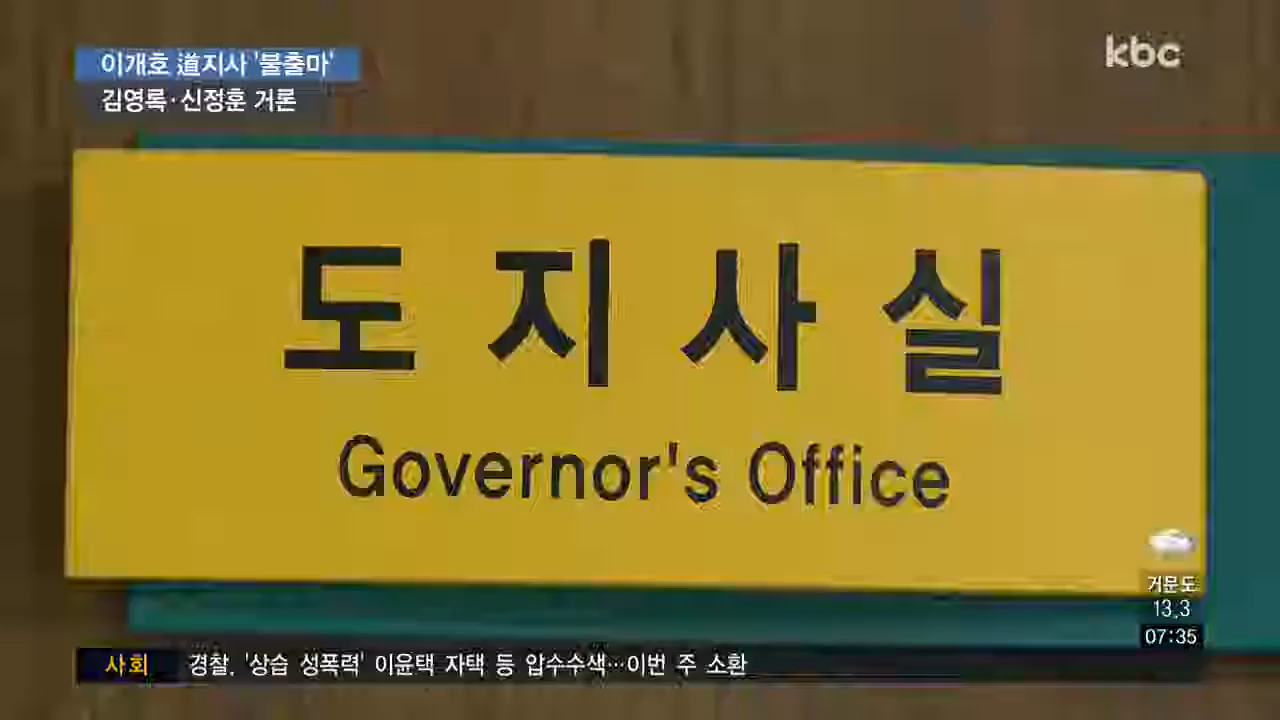 이개호 道지사 '불출마'
김영록·신정훈 거론
kbc
도지사실
Governor's Office
거문도
13.3
07:35
사회 경찰, '상습 성폭력' 이윤택 자택 등 압수수색…이번 주 소환